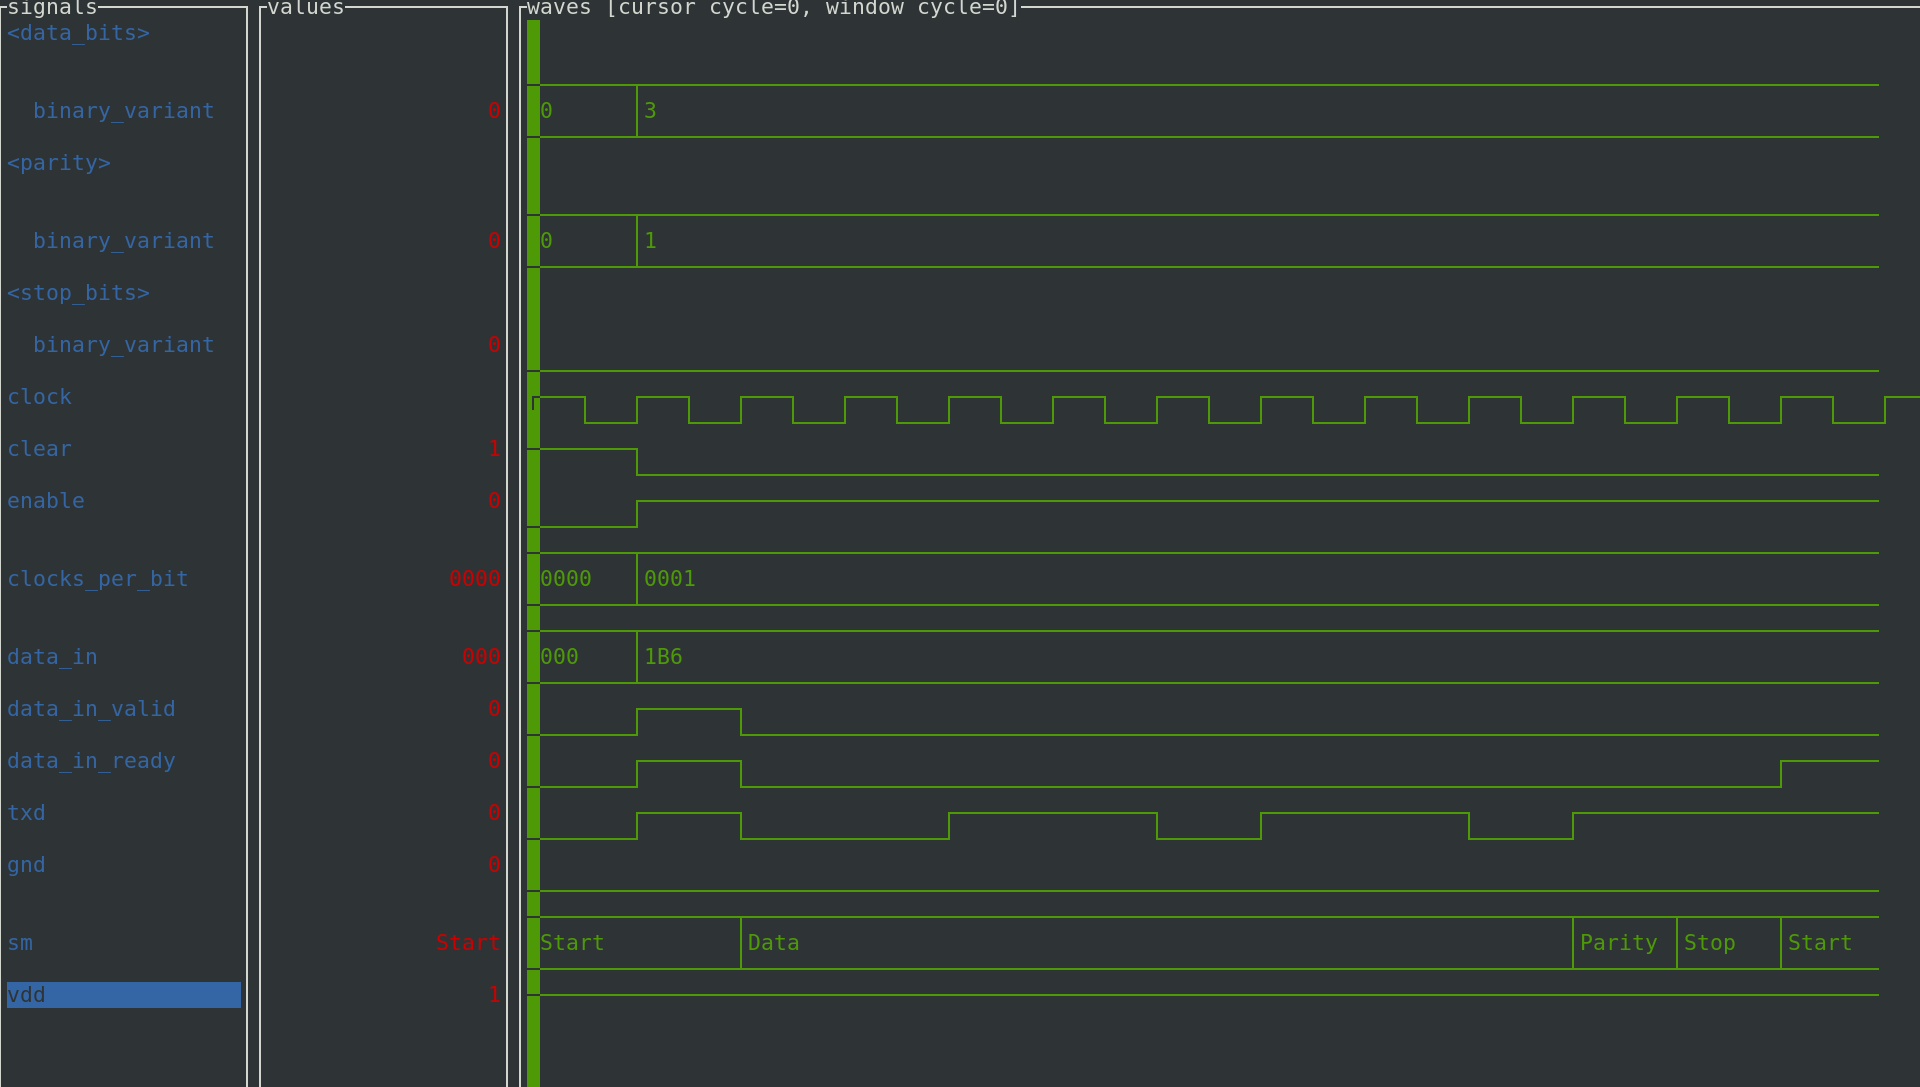 signals values waves [cursor cycle=0, window cycle=0]
<data_bits>
binary_variant 0 0 3
<parity>
binary_variant 0 0 1
<stop_bits>
binary_variant 0
clock
clear 1
enable 0
clocks_per_bit 0000 0000 0001
data_in 000 000 1B6
data_in_valid 0
data_in_ready 0
txd 0
gnd 0
sm Start Start Data Parity Stop Start
vdd 1